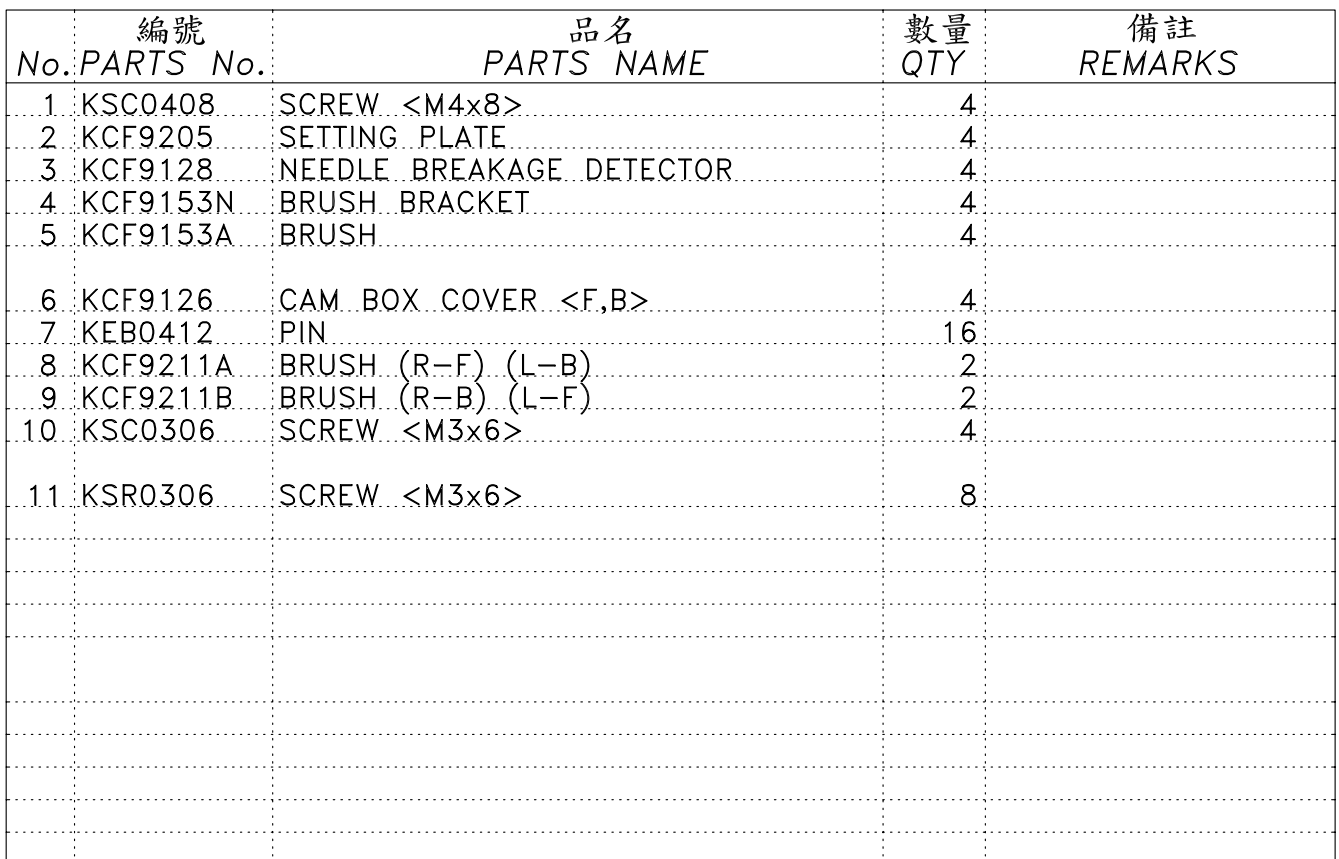 編號 品名 數量 備註
No. PARTS No. PARTS NAME QTY REMARKS
1 KSC0408 SCREW <M4x8> 4
2 KCF9205 SETTING PLATE 4
3 KCF9128 NEEDLE BREAKAGE DETECTOR 4
4 KCF9153N BRUSH BRACKET 4
5 KCF9153A BRUSH 4
6 KCF9126 CAM BOX COVER <F,B> 4
7 KEB0412 PIN 16
8 KCF9211A BRUSH (R-F) (L-B) 2
9 KCF9211B BRUSH (R-B) (L-F) 2
10 KSC0306 SCREW <M3x6> 4
11 KSR0306 SCREW <M3x6> 8